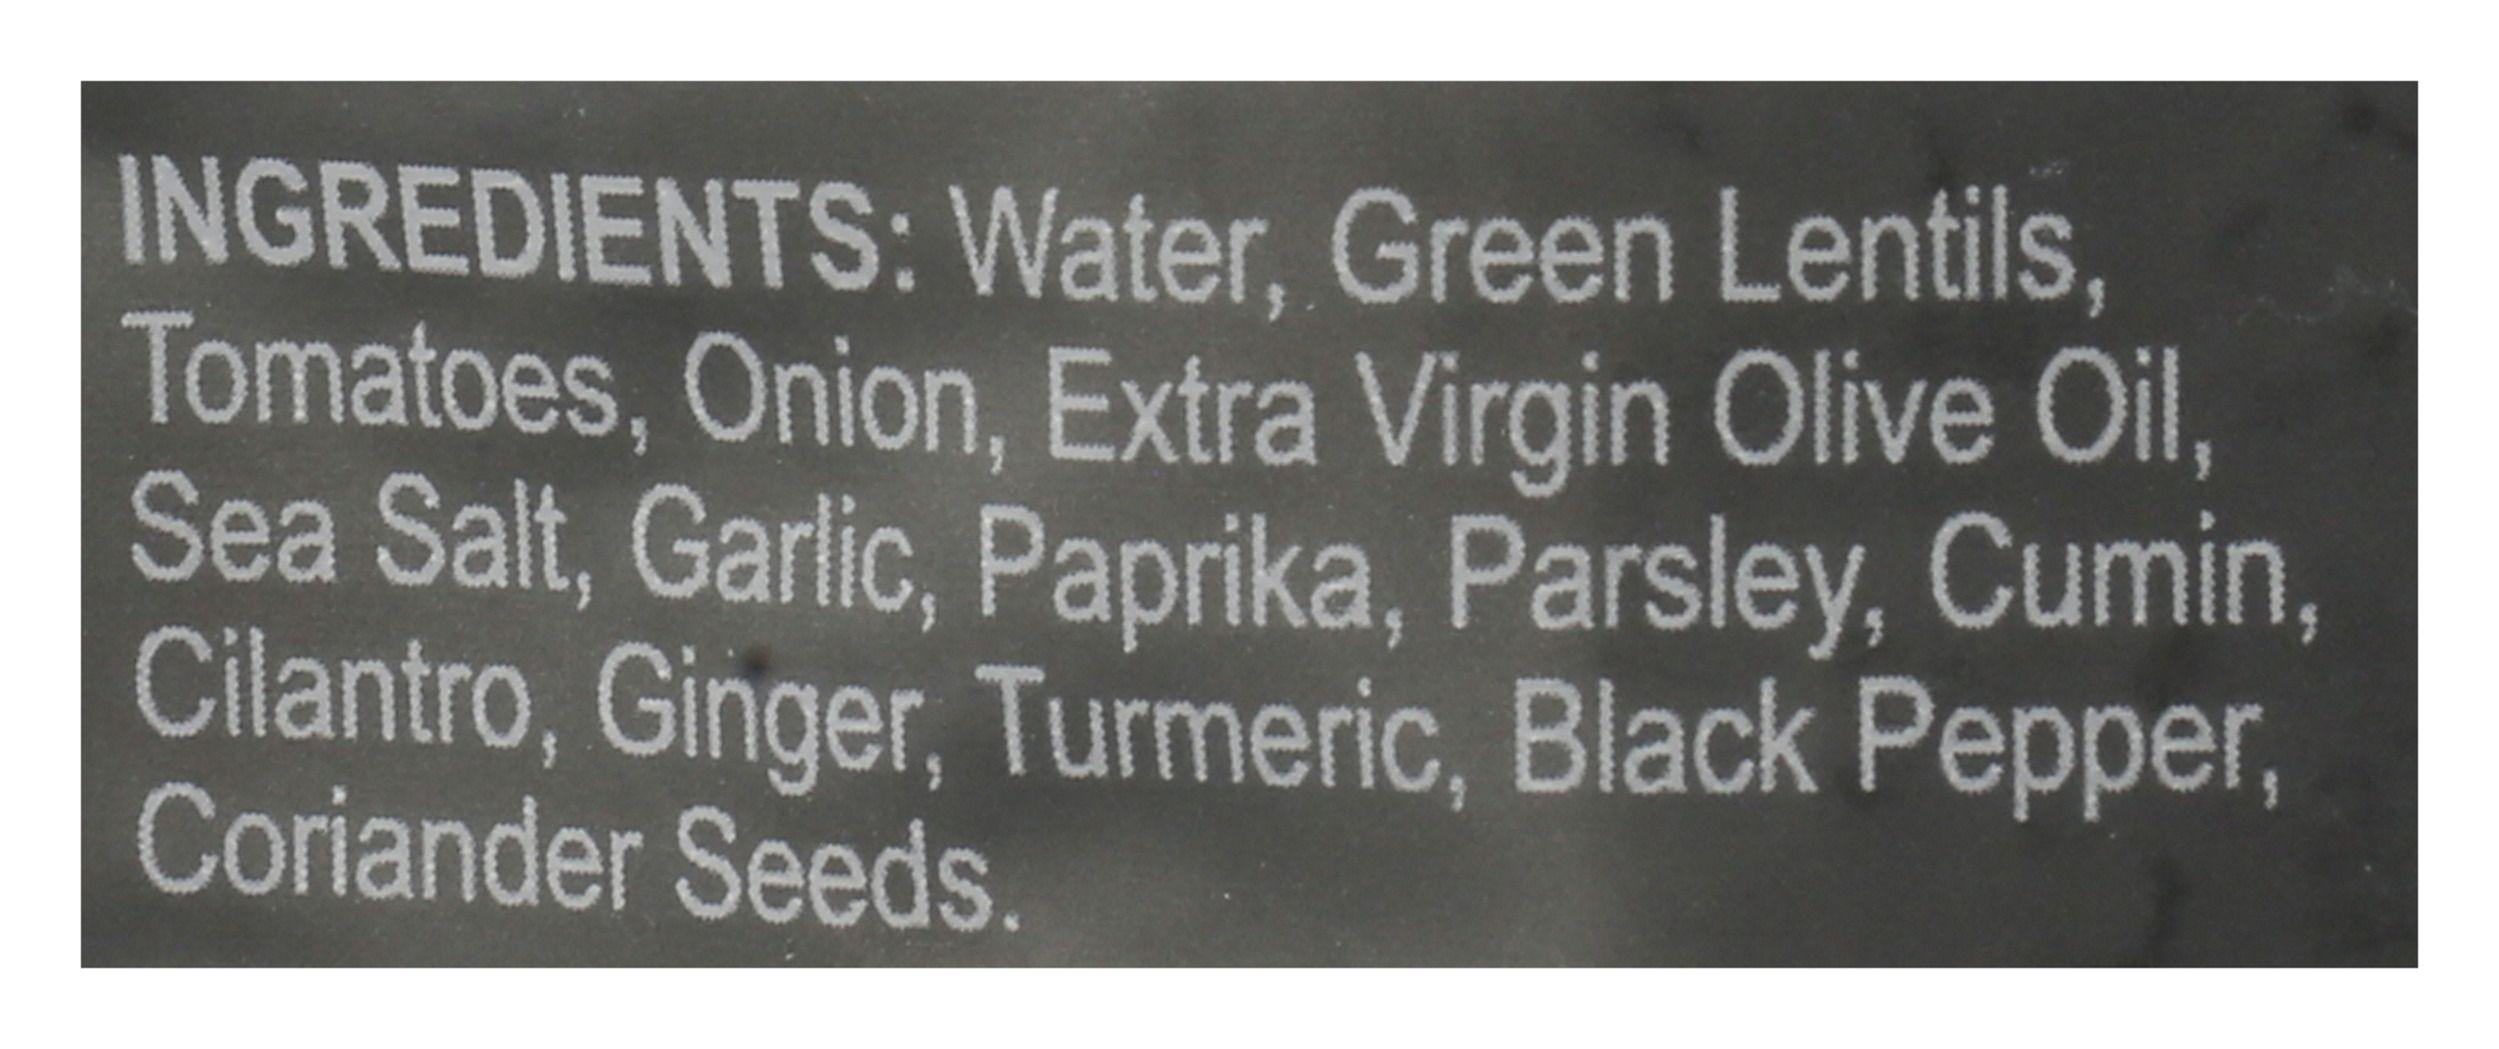 INGREDIENTS: Water, Green Lentils,
Tomatoes, Onion, Extra Virgin Olive Oil,
Sea Salt, Garlic, Paprika, Parsley, Cumin,
Cilantro, Ginger, Turmeric, Black Pepper,
Coriander Seeds.